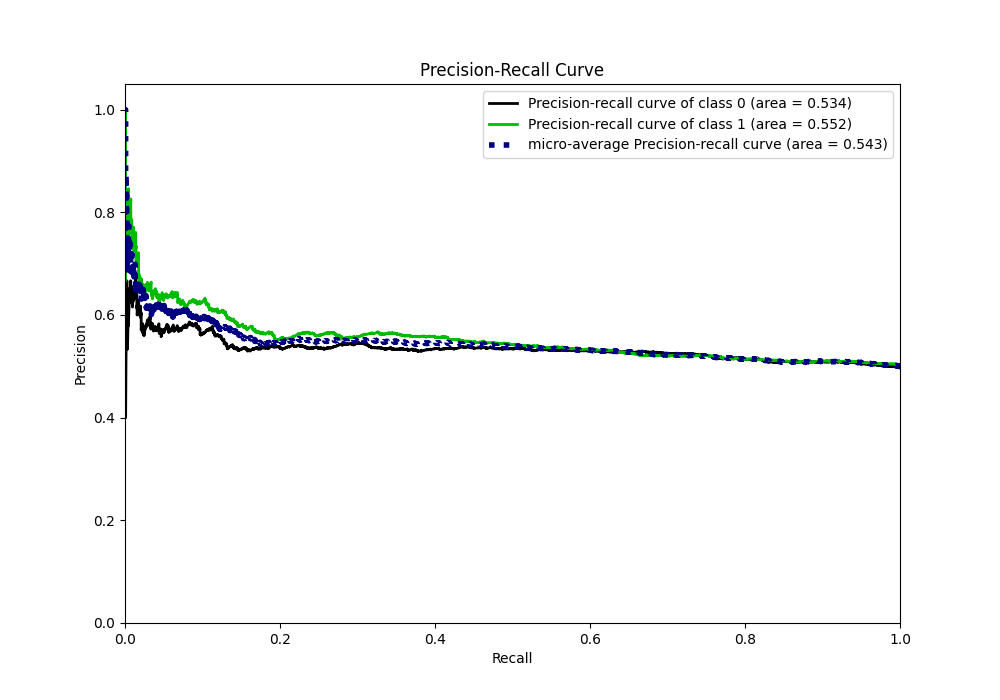 Precision-Recall Curve
Precision-recall curve of class 0 (area = 0.534)
Precision-recall curve of class 1 (area = 0.552)
micro-average Precision-recall curve (area = 0.543)
1.0
0.8
0.6
0.4
0.2
0.0
Precision
0.0 0.2 0.4 0.6 0.8 1.0
Recall